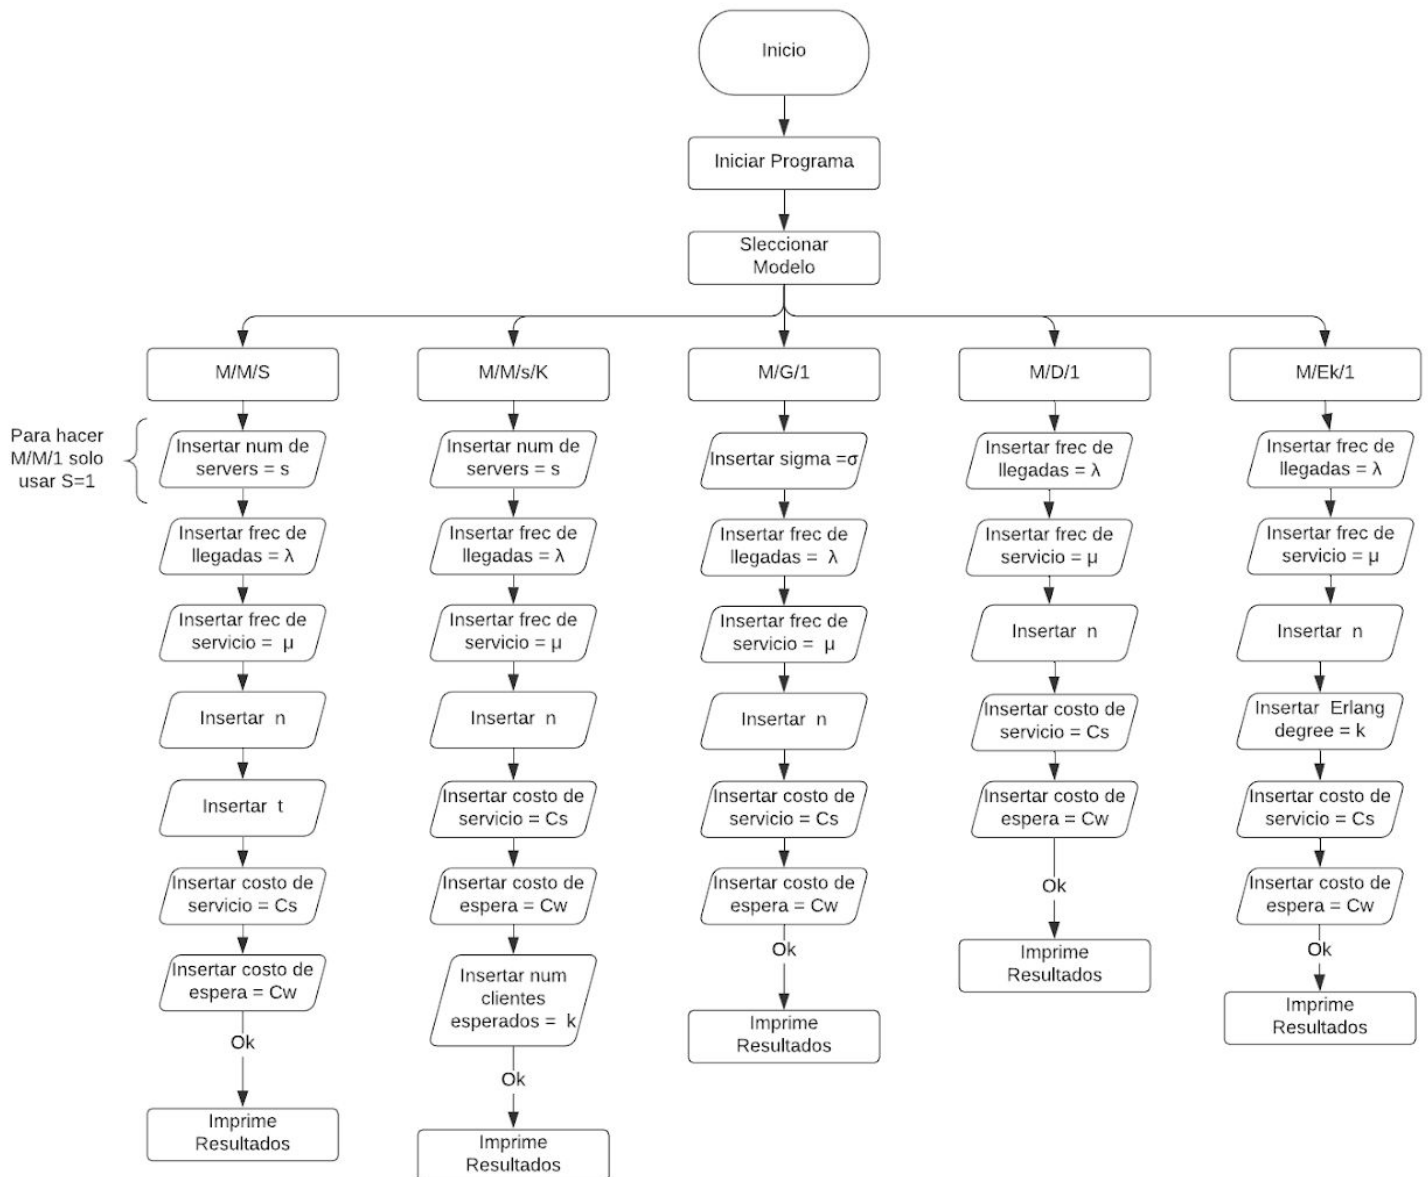 Inicio
Iniciar Programa
Sleccionar
Modelo
M/M/S
Para hacer
M/M/1 solo
usar S=1
Insertar num de
servers = s
Insertar frec de
llegadas = λ
Insertar frec de
servicio =  μ
Insertar  n
Insertar  t
Insertar costo de
servicio = Cs
Insertar costo de
espera = Cw
Ok
Imprime
Resultados
M/M/s/K
Insertar num de
servers = s
Insertar frec de
llegadas = λ
Insertar frec de
servicio = μ
Insertar  n
Insertar costo de
servicio = Cs
Insertar costo de
espera = Cw
Insertar num
clientes
esperados =  k
Ok
Imprime
Resultados
M/G/1
Insertar sigma =σ
Insertar frec de
llegadas =  λ
Insertar frec de
servicio =  μ
Insertar  n
Insertar costo de
servicio = Cs
Insertar costo de
espera = Cw
Ok
Imprime
Resultados
M/D/1
Insertar frec de
llegadas = λ
Insertar frec de
servicio = μ
Insertar  n
Insertar costo de
servicio = Cs
Insertar costo de
espera = Cw
Ok
Imprime
Resultados
M/Ek/1
Insertar frec de
llegadas = λ
Insertar frec de
servicio = μ
Insertar  n
Insertar  Erlang
degree = k
Insertar costo de
servicio = Cs
Insertar costo de
espera = Cw
Ok
Imprime
Resultados